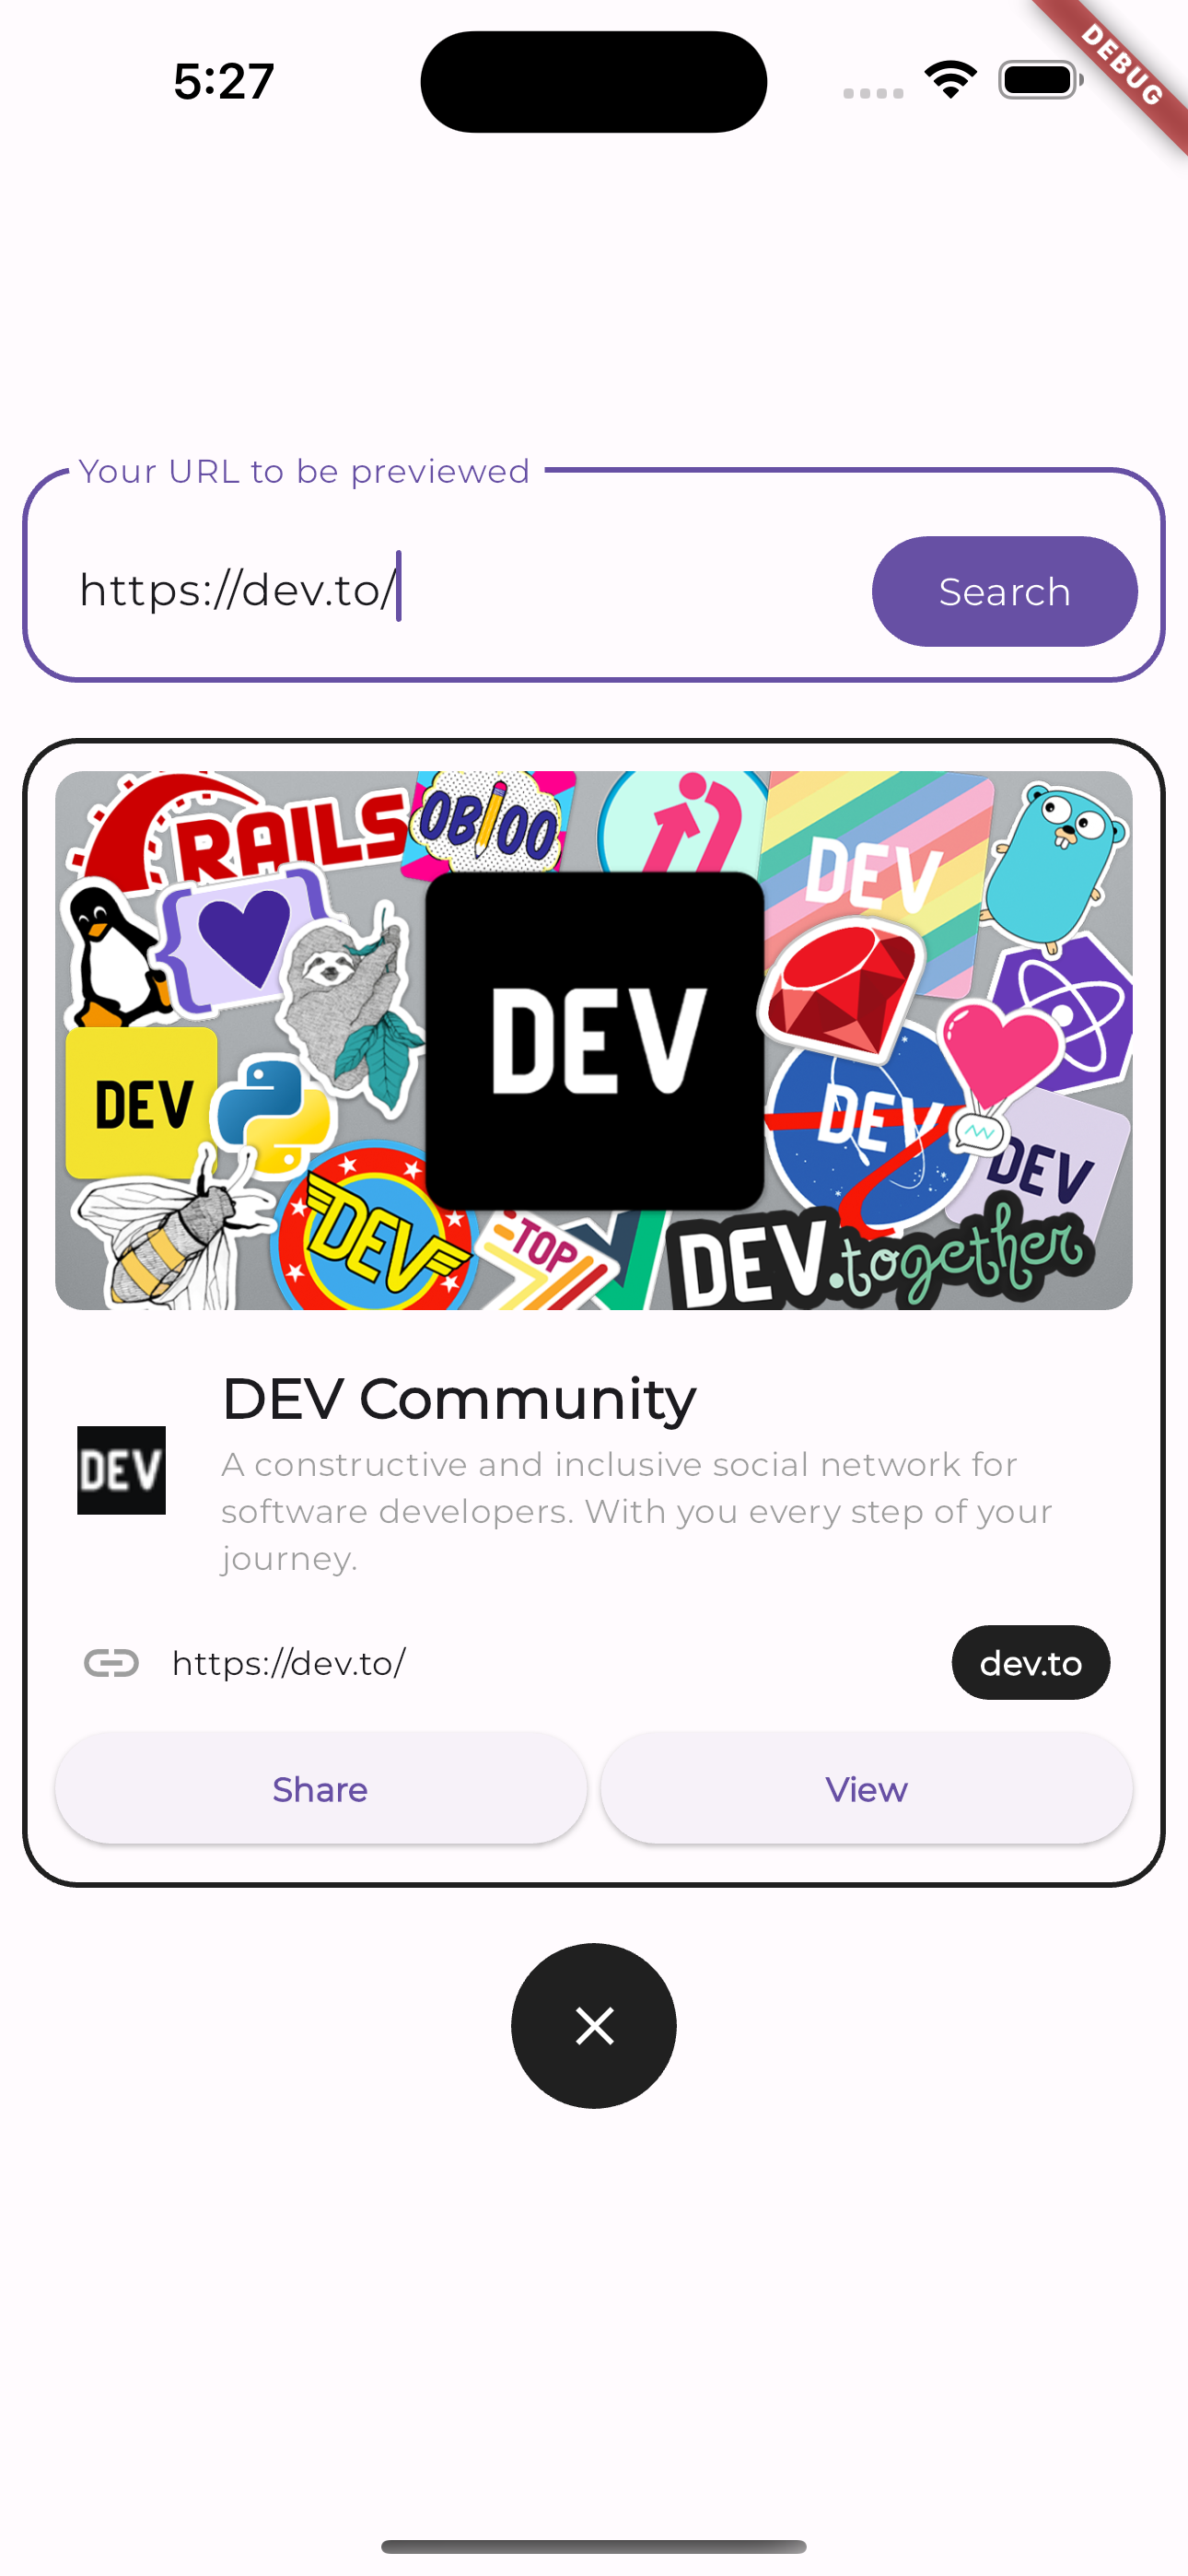 5:27
DEBUG
Your URL to be previewed
https://dev.to/
Search
RAILS
OB100
DEV
DEV
DEV
DEV
DEV
DEV
TOP
DEV.together
DEV Community
DEV
A constructive and inclusive social network for
software developers. With you every step of your
journey.
https://dev.to/
dev.to
Share
View